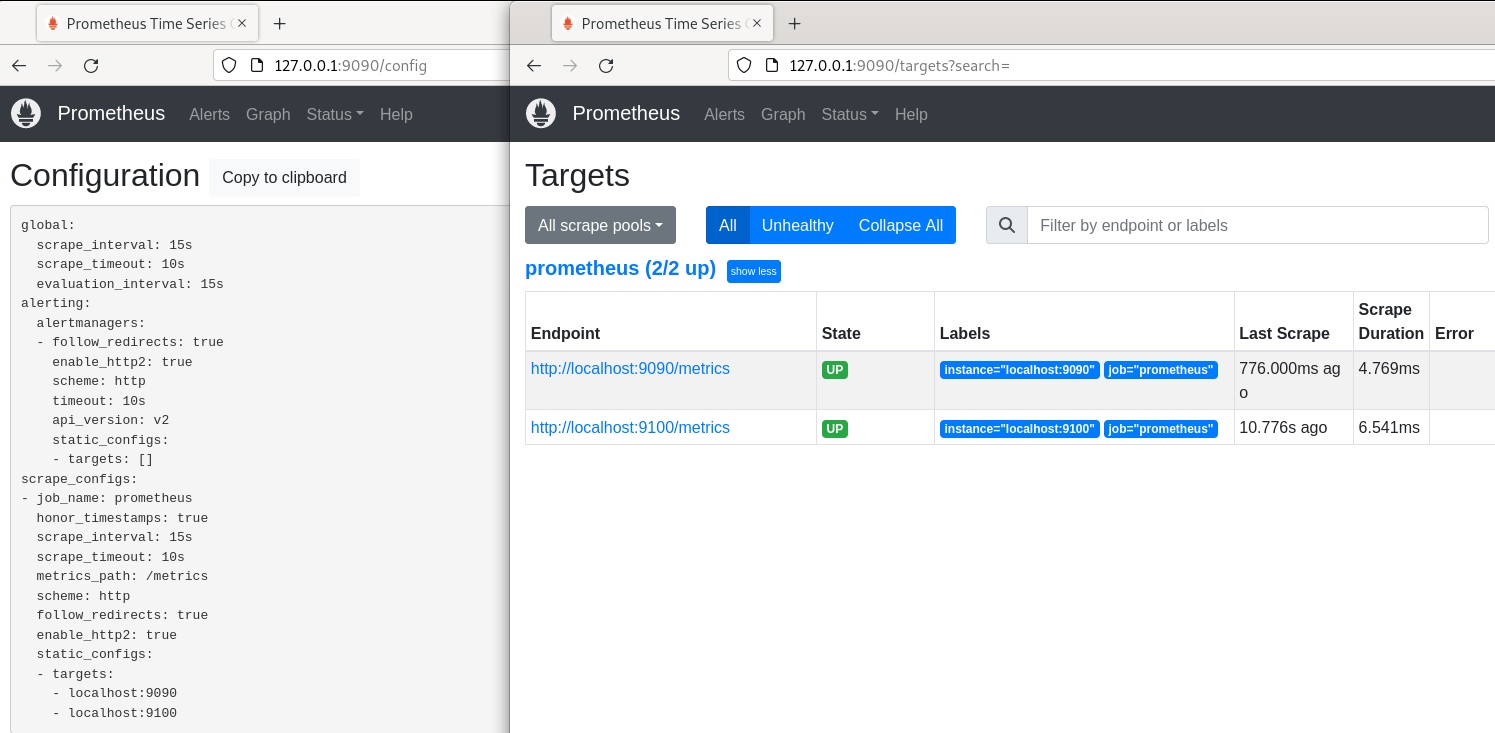 Prometheus Time Series
127.0.0.1:9090/config
Prometheus Alerts Graph Status Help
Configuration Copy to clipboard
global:
  scrape_interval: 15s
  scrape_timeout: 10s
  evaluation_interval: 15s
alerting:
  alertmanagers:
  - follow_redirects: true
    enable_http2: true
    scheme: http
    timeout: 10s
    api_version: v2
    static_configs:
    - targets: []
scrape_configs:
- job_name: prometheus
  honor_timestamps: true
  scrape_interval: 15s
  scrape_timeout: 10s
  metrics_path: /metrics
  scheme: http
  follow_redirects: true
  enable_http2: true
  static_configs:
  - targets:
    - localhost:9090
    - localhost:9100
Prometheus Time Series
127.0.0.1:9090/targets?search=
Prometheus Alerts Graph Status Help
Targets
All scrape pools All Unhealthy Collapse All Filter by endpoint or labels
prometheus (2/2 up) show less
Endpoint State Labels Last Scrape Scrape Duration Error
http://localhost:9090/metrics UP instance="localhost:9090" job="prometheus" 776.000ms ago 4.769ms
http://localhost:9100/metrics UP instance="localhost:9100" job="prometheus" 10.776s ago 6.541ms